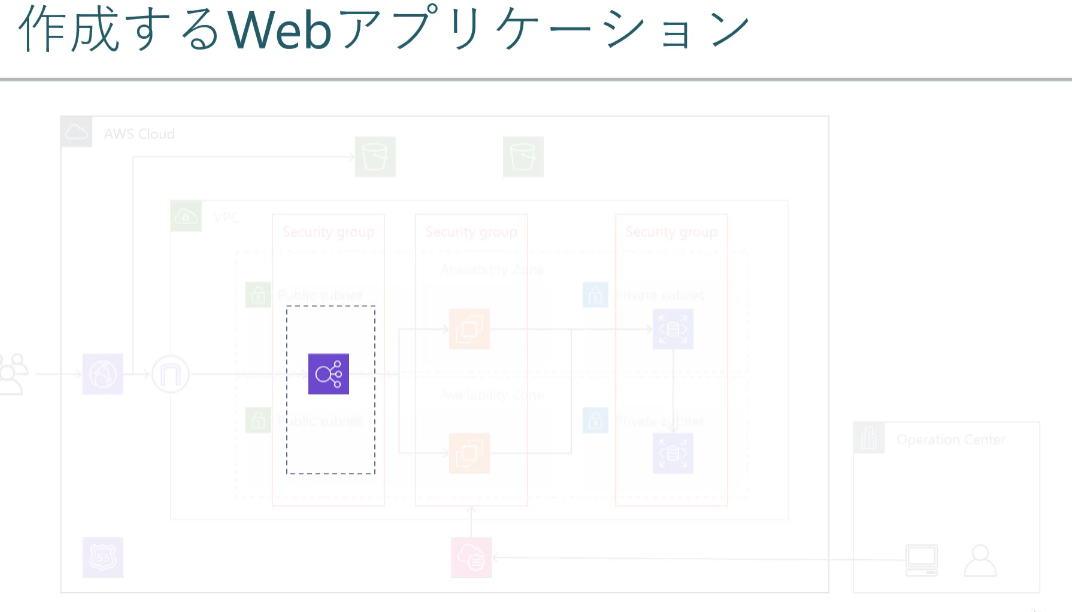 作成するWebアプリケーション
AWS Cloud
VPC
Security group
Security group
Security group
Availability Zone
Public subnet
Private subnet
Availability Zone
Public subnet
Private subnet
Operation Center